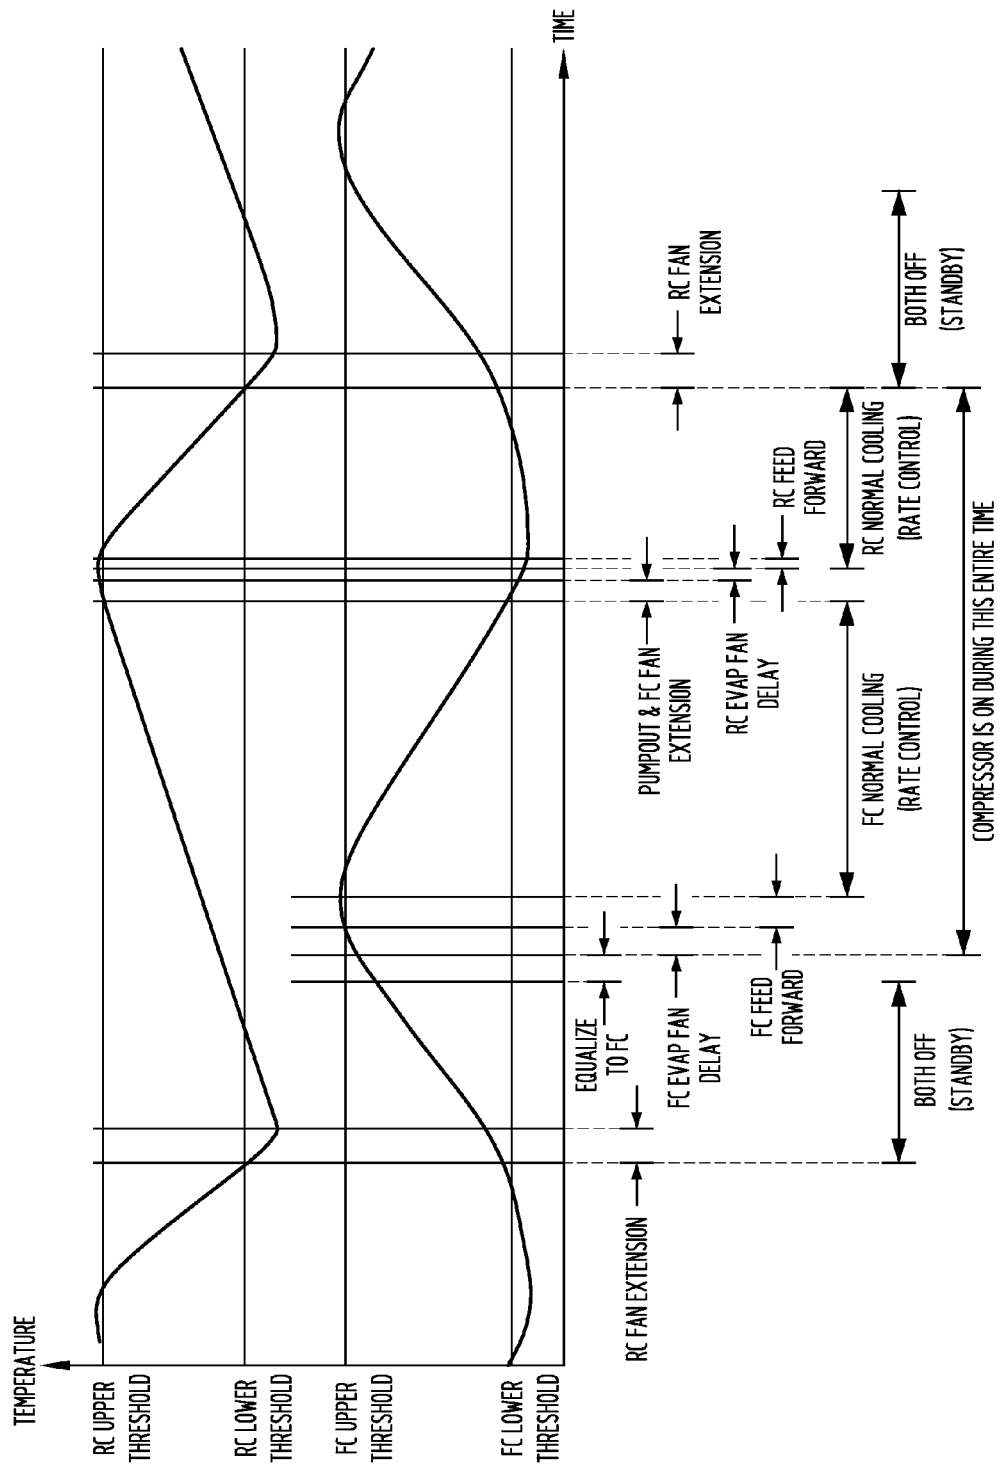 TEMPERATURE
RC UPPER
THRESHOLD
RC LOWER
THRESHOLD
FC UPPER
THRESHOLD
FC LOWER
THRESHOLD
TIME
RC FAN EXTENSION
EQUALIZE
TO FC
FC EVAP FAN
DELAY
FC FEED
FORWARD
PUMPOUT & FC FAN
EXTENSION
RC EVAP FAN
DELAY
RC FEED
FORWARD
RC FAN
EXTENSION
BOTH OFF
(STANDBY)
FC NORMAL COOLING
(RATE CONTROL)
RC NORMAL COOLING
(RATE CONTROL)
BOTH OFF
(STANDBY)
COMPRESSOR IS ON DURING THIS ENTIRE TIME